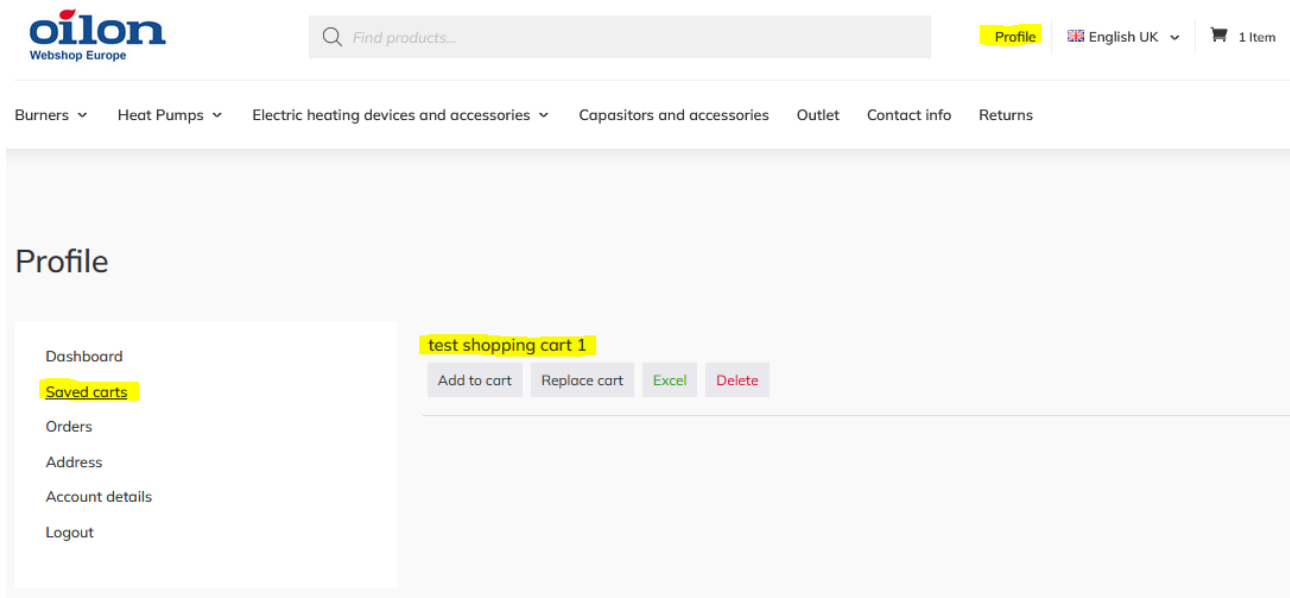 oilon
Webshop Europe
Find products...
Profile
English UK
1 Item
Burners
Heat Pumps
Electric heating devices and accessories
Capasitors and accessories
Outlet
Contact info
Returns
Profile
Dashboard
Saved carts
Orders
Address
Account details
Logout
test shopping cart 1
Add to cart
Replace cart
Excel
Delete